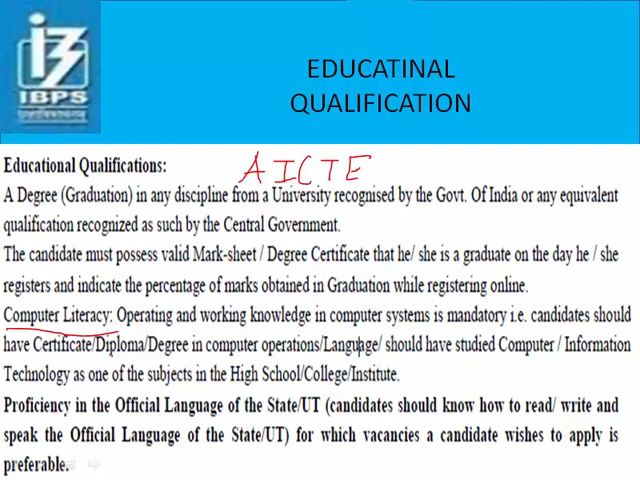 IBPS
EDUCATINAL
QUALIFICATION
AICTE
Educational Qualifications:
A Degree (Graduation) in any discipline from a University recognised by the Govt. Of India or any equivalent
qualification recognized as such by the Central Government.
The candidate must possess valid Mark-sheet / Degree Certificate that he/ she is a graduate on the day he / she
registers and indicate the percentage of marks obtained in Graduation while registering online.
Computer Literacy: Operating and working knowledge in computer systems is mandatory i.e. candidates should
have Certificate/Diploma/Degree in computer operations/Language/ should have studied Computer / Information
Technology as one of the subjects in the High School/College/Institute.
Proficiency in the Official Language of the State/UT (candidates should know how to read/ write and
speak the Official Language of the State/UT) for which vacancies a candidate wishes to apply is
preferable.